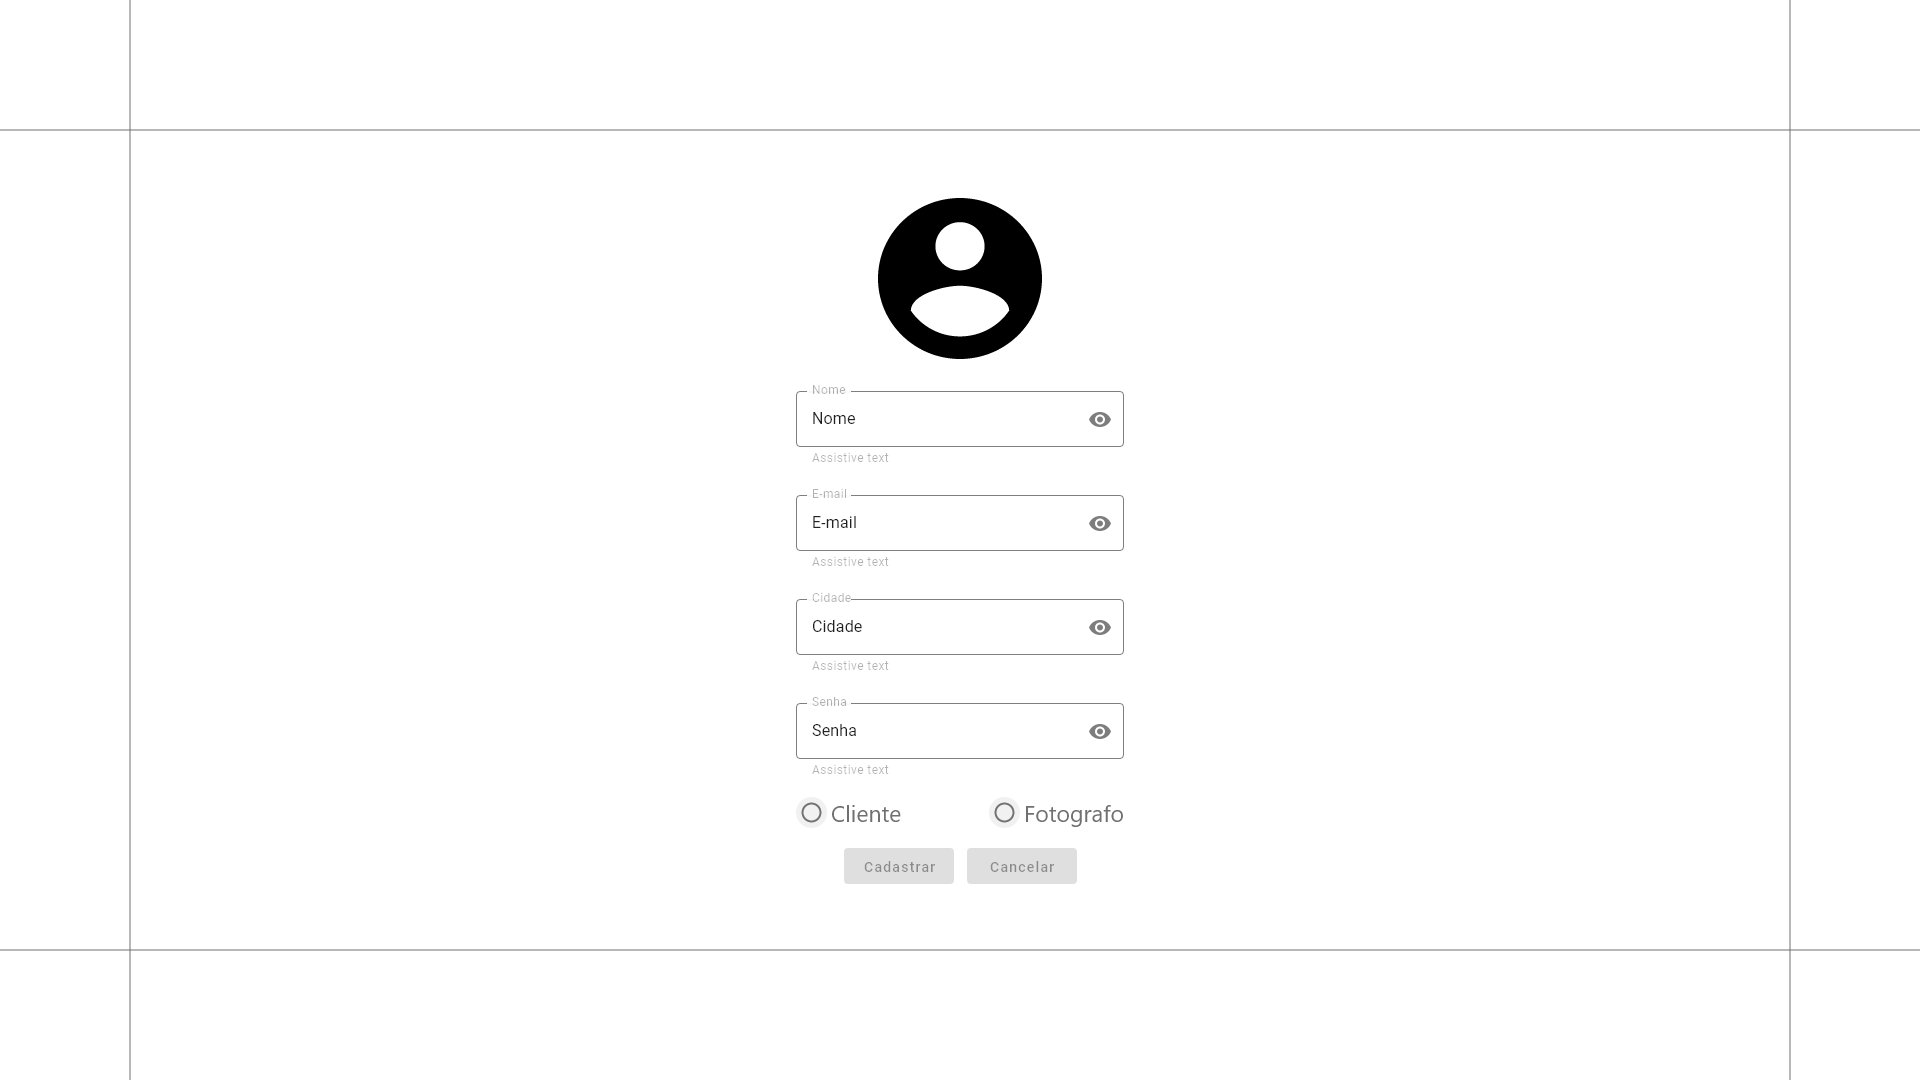 Nome
Nome
Assistive text
E-mail
E-mail
Assistive text
Cidade
Cidade
Assistive text
Senha
Senha
Assistive text
Cliente Fotografo
Cadastrar Cancelar